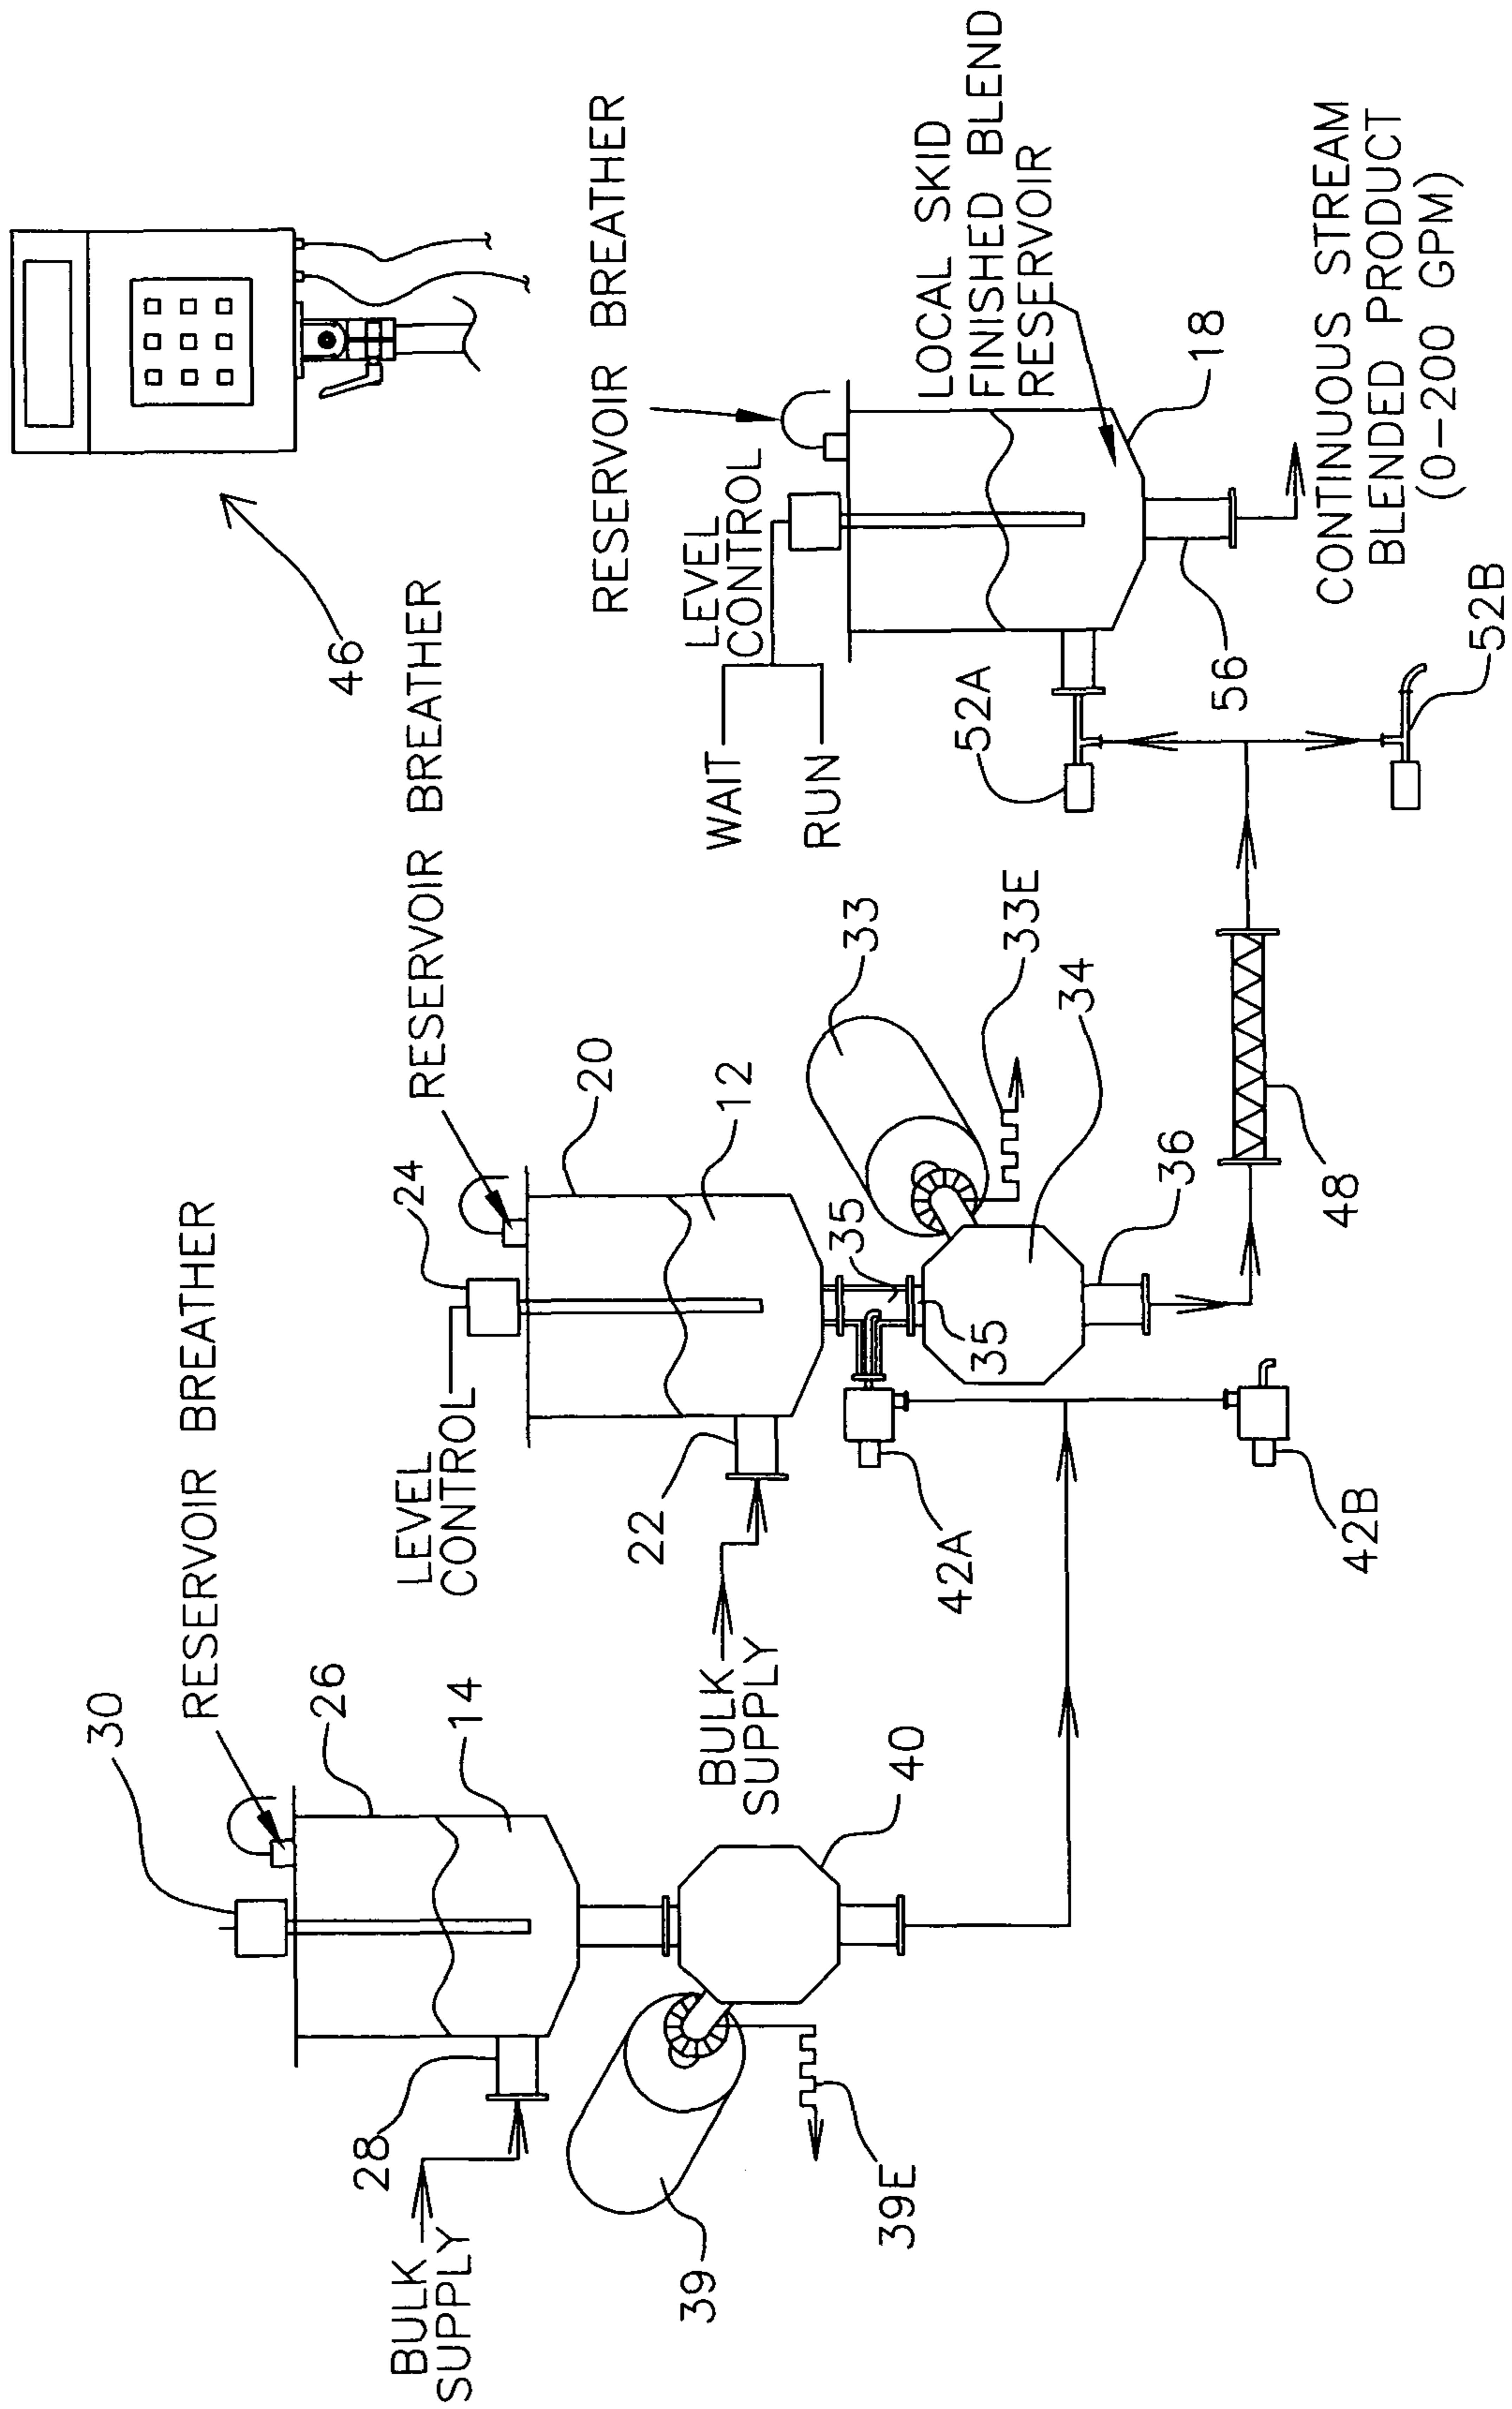 46
RESERVOIR BREATHER
LEVEL
CONTROL
WAIT
RUN
LOCAL SKID
FINISHED BLEND
RESERVOIR
18
52A
56
52B
CONTINUOUS STREAM
BLENDED PRODUCT
(0-200 GPM)
RESERVOIR BREATHER
24
20
12
LEVEL
CONTROL
22
BULK
SUPPLY
33
33E
35
35
34
36
48
42A
42B
RESERVOIR BREATHER
30
26
14
28
BULK
SUPPLY
40
39
39E